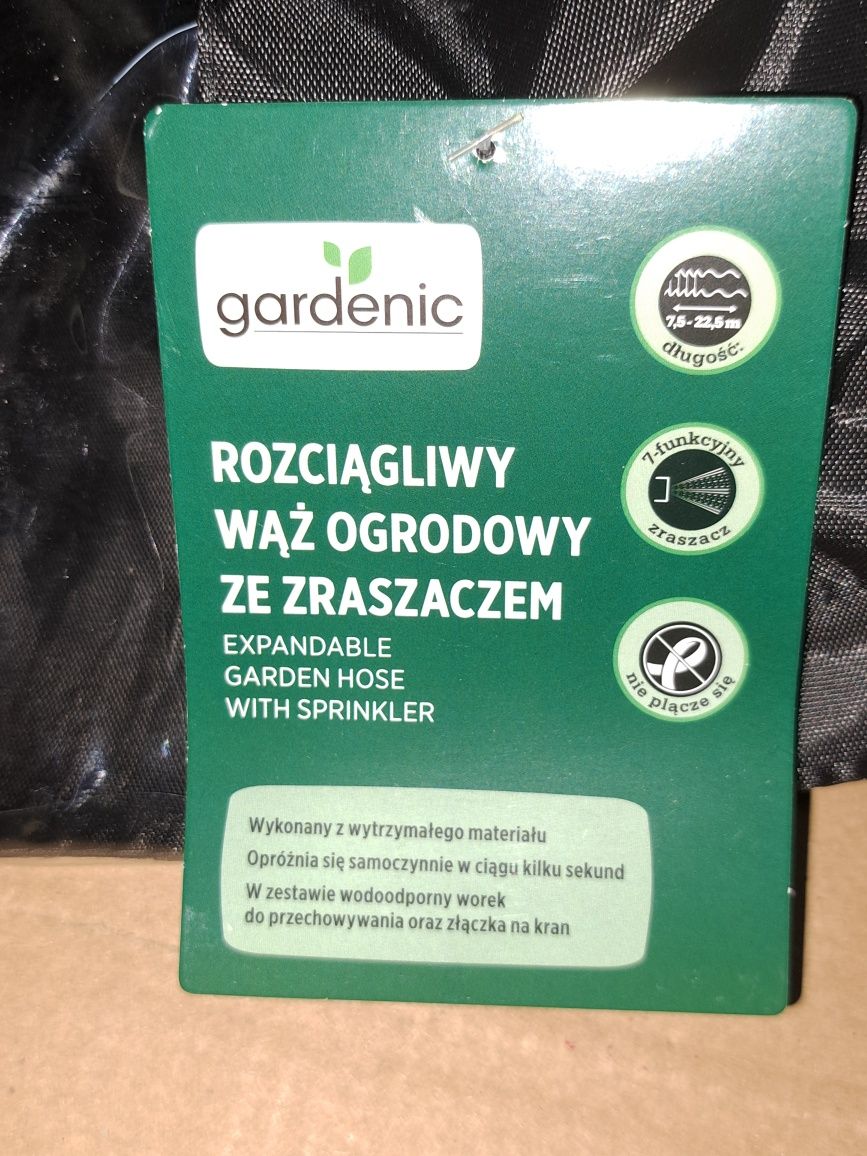 gardenic
7,5 - 22,5 m
długość:
ROZCIĄGLIWY
WĄŻ OGRODOWY
ZE ZRASZACZEM
EXPANDABLE
GARDEN HOSE
WITH SPRINKLER
7-funkcyjny
zraszacz
nie plącze się
Wykonany z wytrzymałego materiału
Opróżnia się samoczynnie w ciągu kilku sekund
W zestawie wodoodporny worek
do przechowywania oraz złączka na kran